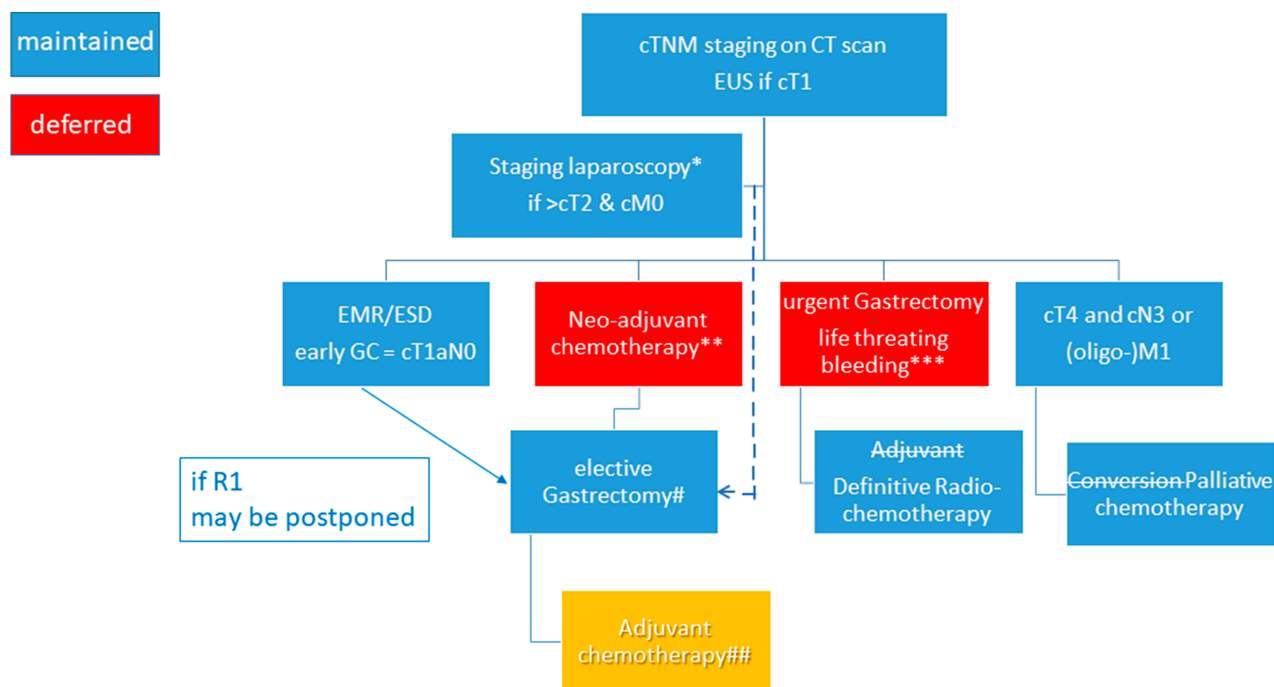 maintained
deferred
cTNM staging on CT scan
EUS if cT1
Staging laparoscopy*
if >cT2 & cM0
EMR/ESD
early GC = cT1aN0
Neo-adjuvant
chemotherapy**
urgent Gastrectomy
life threating
bleeding***
cT4 and cN3 or
(oligo-)M1
if R1
may be postponed
elective
Gastrectomy#
Adjuvant
Definitive Radio-
chemotherapy
Conversion Palliative
chemotherapy
Adjuvant
chemotherapy##